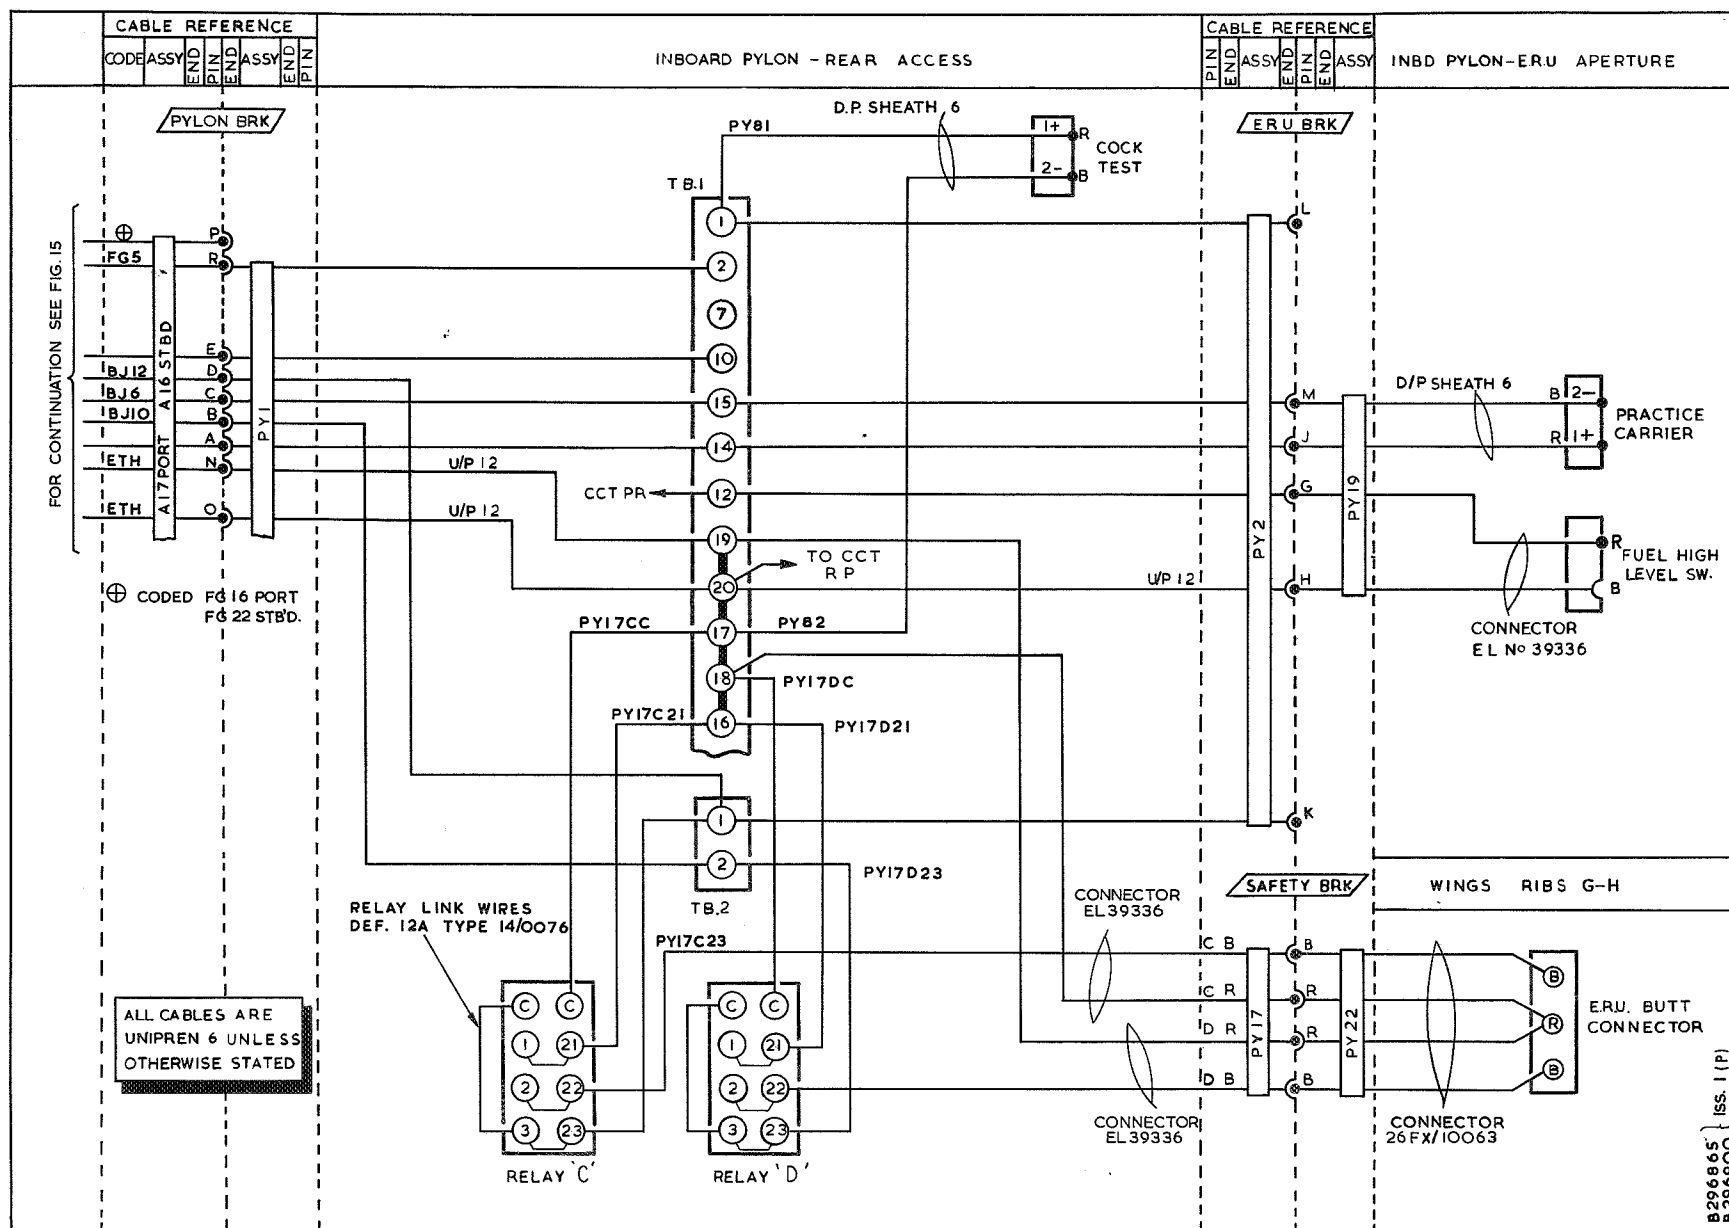 CABLE REFERENCE
CODE ASSY END PIN END ASSY END PIN
INBOARD PYLON - REAR ACCESS
CABLE REFERENCE
PIN END ASSY END PIN END ASSY
INBD PYLON-E.R.U APERTURE
PYLON BRK
D.P. SHEATH 6
PY81
1+
R
COCK
TEST
2-
B
ERU BRK
TB.1
1
L
FOR CONTINUATION SEE FIG. 15
⊕
P
FG5
R
2
7
E
10
BJ12
D
BJ6
C
15
M
D/P SHEATH 6
B
2-
PRACTICE
CARRIER
BJ10
B
A
14
J
R
1+
ETH
N
U/P 12
CCT PR
12
G
ETH
O
U/P 12
A17 PORT A16 STBD
PY1
19
R
FUEL HIGH
LEVEL SW.
B
TO CCT
R P
20
U/P 12
H
PY2
PY19
CONNECTOR
EL Nº 39336
⊕ CODED FG 16 PORT
FG 22 STB'D.
PY17CC
17
PY82
18
PY17DC
PY17C21
16
PY17D21
1
K
2
PY17D23
TB.2
SAFETY BRK
WINGS RIBS G-H
RELAY LINK WIRES
DEF. 12A TYPE 14/0076
CONNECTOR
EL39336
PY17C23
C B
B
C R
R
D R
R
D B
B
PY17
PY22
B
R
B
E.R.U. BUTT
CONNECTOR
ALL CABLES ARE
UNIPREN 6 UNLESS
OTHERWISE STATED
C C
1 21
2 22
3 23
RELAY 'C'
C C
1 21
2 22
3 23
RELAY 'D'
CONNECTOR
EL39336
CONNECTOR
26FX/10063
B296865
Iss. 1 (P)